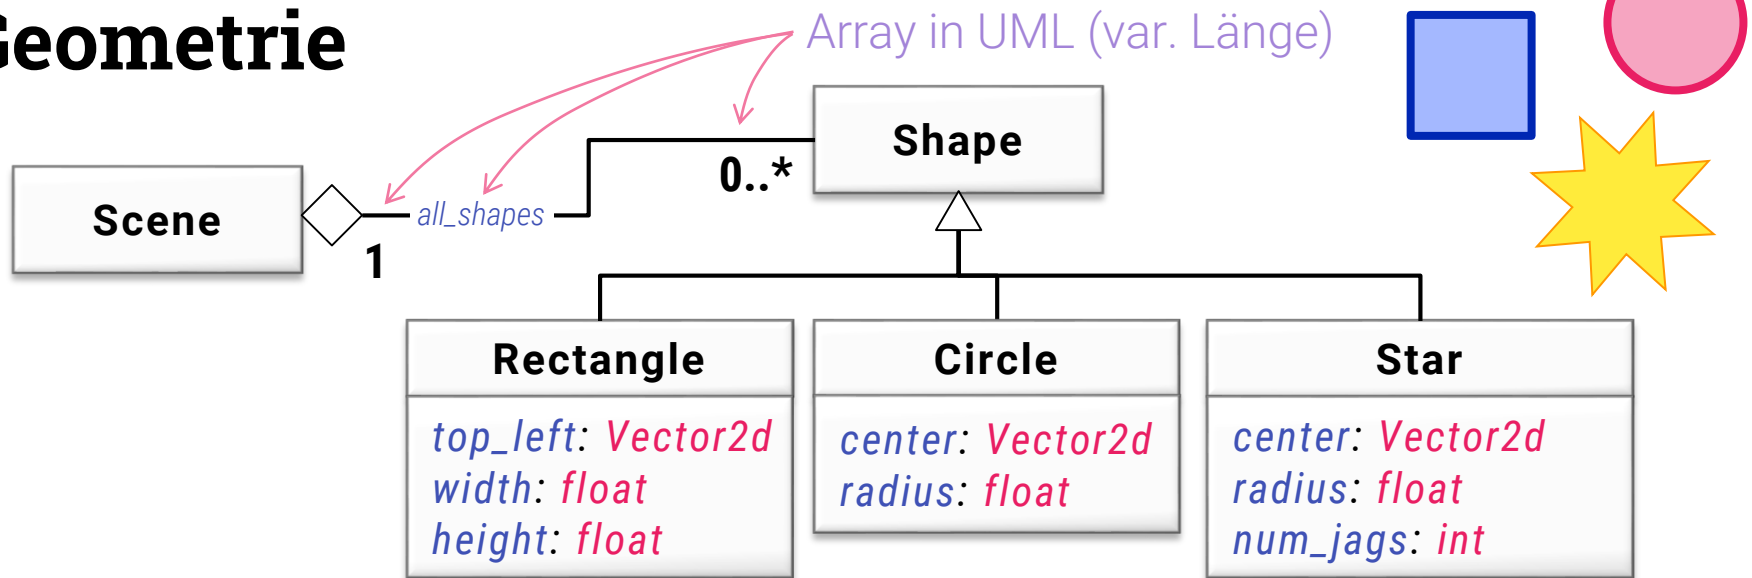 Geometrie
Array in UML (var. Länge)
Shape
0..*
Scene
all_shapes
1
Rectangle
top_left: Vector2d
width: float
height: float
Circle
center: Vector2d
radius: float
Star
center: Vector2d
radius: float
num_jags: int